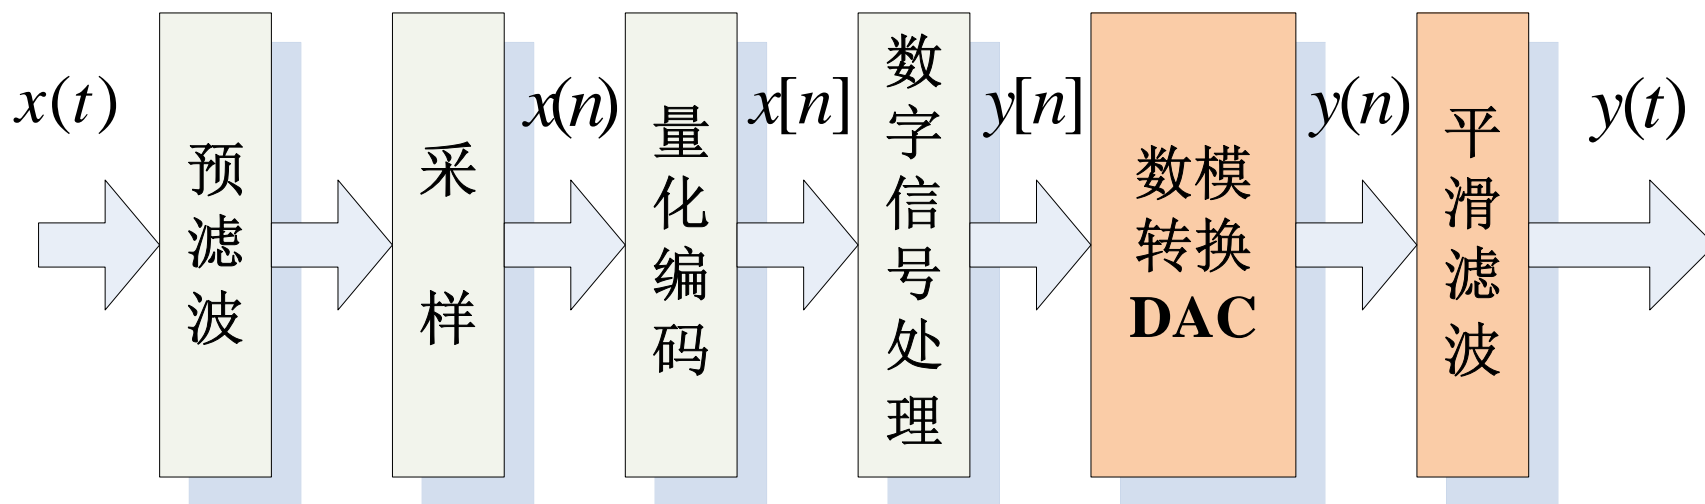 x(t)
预滤波
采样
x(n)
量化编码
x[n]
数字信号处理
y[n]
数模
转换
DAC
y(n)
平滑滤波
y(t)